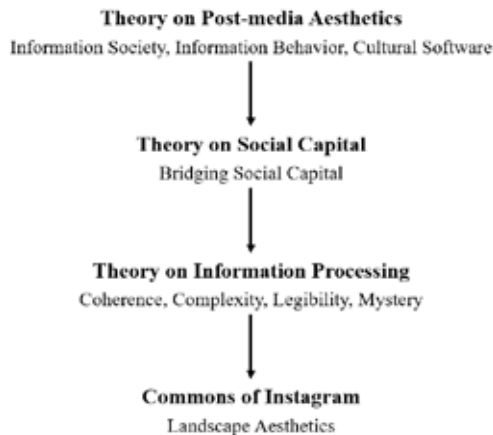 Theory on Post-media Aesthetics
Information Society, Information Behavior, Cultural Software
Theory on Social Capital
Bridging Social Capital
Theory on Information Processing
Coherence, Complexity, Legibility, Mystery
Commons of Instagram
Landscape Aesthetics